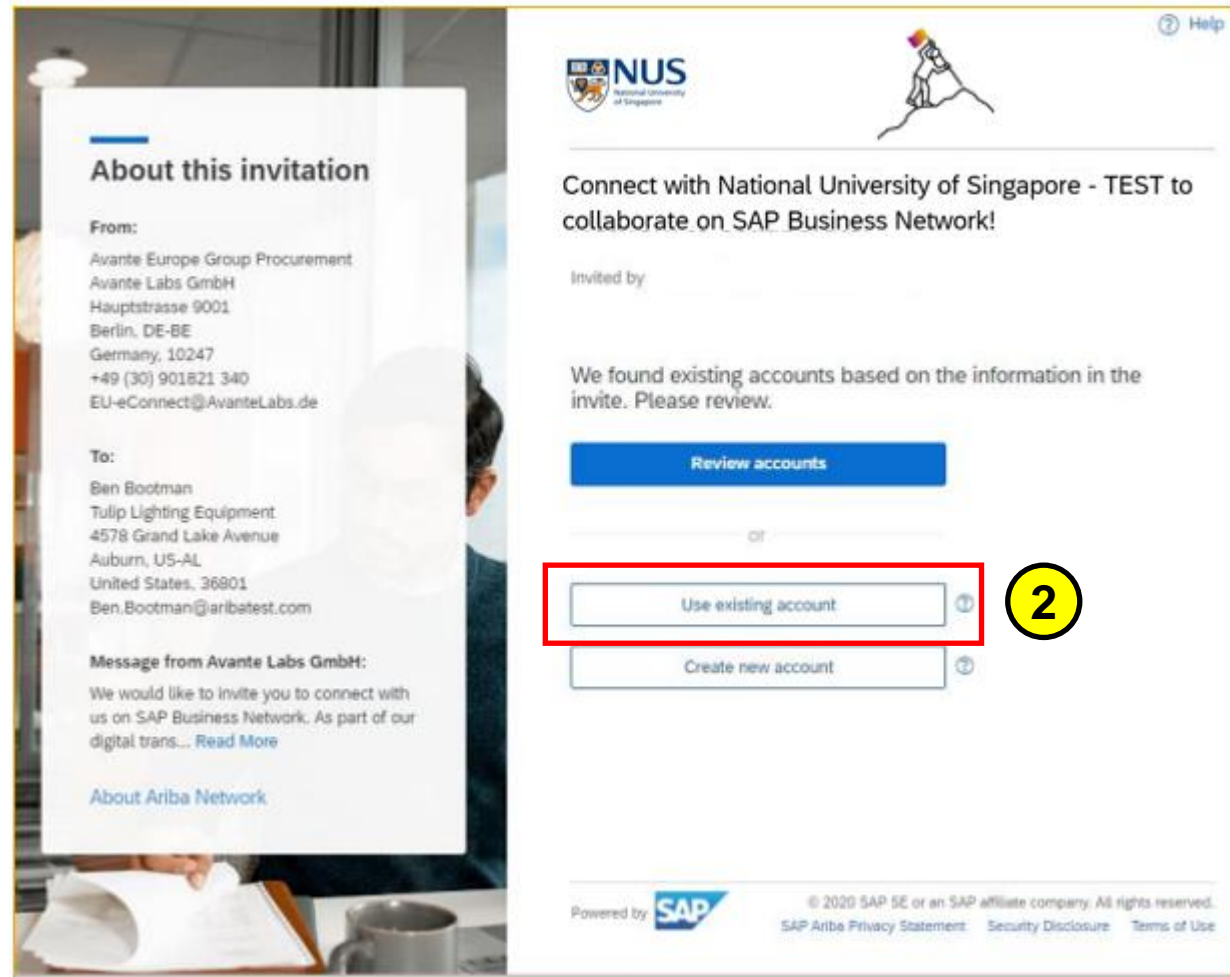 Help
NUS
National University
of Singapore
About this invitation
From:
Avante Europe Group Procurement
Avante Labs GmbH
Hauptstrasse 9001
Berlin, DE-BE
Germany, 10247
+49 (30) 901821 340
EU-eConnect@AvanteLabs.de
To:
Ben Bootman
Tulip Lighting Equipment
4578 Grand Lake Avenue
Auburn, US-AL
United States, 36801
Ben.Bootman@aribatest.com
Message from Avante Labs GmbH:
We would like to invite you to connect with
us on SAP Business Network. As part of our
digital trans... Read More
About Ariba Network
Connect with National University of Singapore - TEST to
collaborate on SAP Business Network!
Invited by
We found existing accounts based on the information in the
invite. Please review.
Review accounts
or
Use existing account
2
Create new account
Powered by SAP
© 2020 SAP SE or an SAP affiliate company. All rights reserved.
SAP Ariba Privacy Statement Security Disclosure Terms of Use